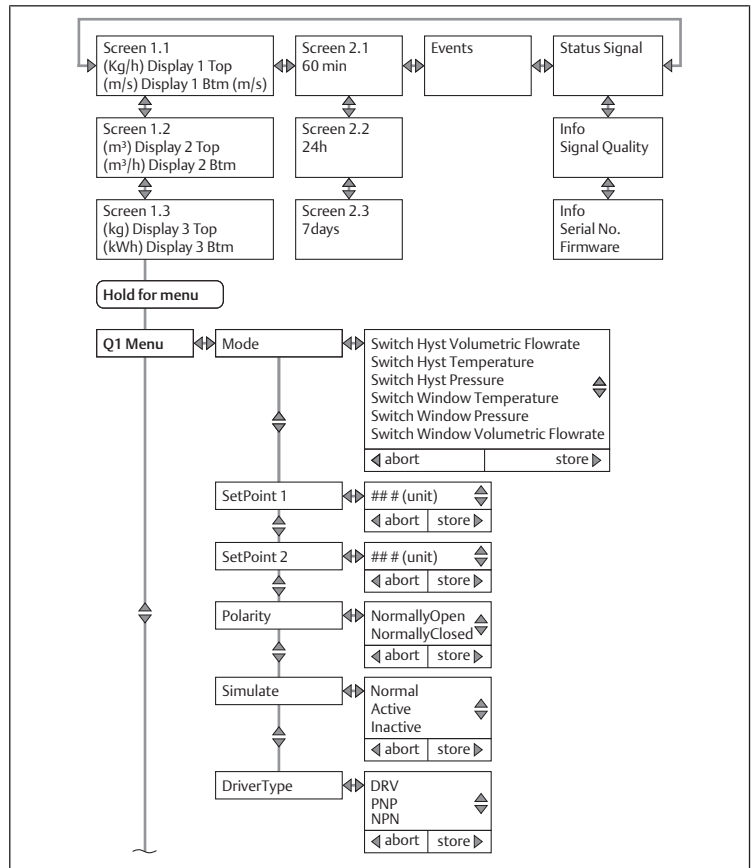 Screen 1.1
(Kg/h) Display 1 Top
(m/s) Display 1 Btm (m/s)
Screen 2.1
60 min
Events
Status Signal
Screen 1.2
(m³) Display 2 Top
(m³/h) Display 2 Btm
Screen 2.2
24h
Info
Signal Quality
Screen 1.3
(kg) Display 3 Top
(kWh) Display 3 Btm
Screen 2.3
7days
Info
Serial No.
Firmware
Hold for menu
Q1 Menu
Mode
Switch Hyst Volumetric Flowrate
Switch Hyst Temperature
Switch Hyst Pressure
Switch Window Temperature
Switch Window Pressure
Switch Window Volumetric Flowrate
abort
store
SetPoint 1
## # (unit)
abort
store
SetPoint 2
## # (unit)
abort
store
Polarity
NormallyOpen
NormallyClosed
abort
store
Simulate
Normal
Active
Inactive
abort
store
DriverType
DRV
PNP
NPN
abort
store